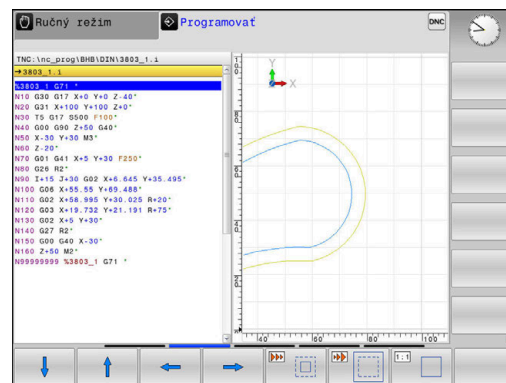 Ručný režim
Programovať
DNC
TNC:\nc_prog\BHB\DIN\3803_1.i
→3803_1.i
%3803_1 G71 *
N10 G30 G17 X+0 Y+0 Z-40*
N20 G31 X+100 Y+100 Z+0*
N30 T5 G17 S500 F100*
N40 G00 G90 Z+50 G40*
N50 X-30 Y+30 M3*
N60 Z-20*
N70 G01 G41 X+5 Y+30 F250*
N80 G26 R2*
N90 I+15 J+30 G02 X+6.645 Y+35.495*
N100 G06 X+55.55 Y+69.488*
N110 G02 X+58.995 Y+30.025 R+20*
N120 G03 X+19.732 Y+21.191 R+75*
N130 G02 X+5 Y+30*
N140 G27 R2*
N150 G00 G40 X-30*
N160 Z+50 M2*
N99999999 %3803_1 G71 *
Y
X
40
60
80
100
1:1